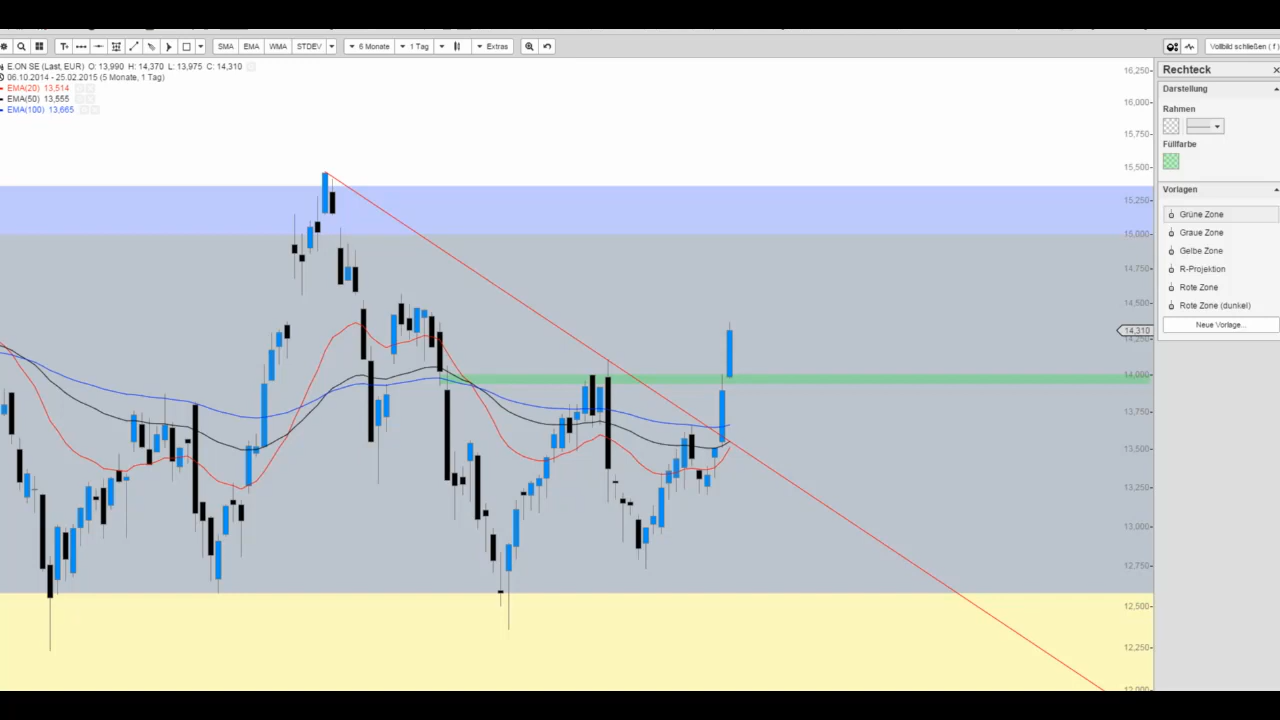 T+ SMA EMA WMA STDEV 6 Monate 1 Tag Extras Vollbild schließen ( f )
E.ON SE (Last, EUR) O: 13,990 H: 14,370 L: 13,975 C: 14,310
06.10.2014 - 25.02.2015 (5 Monate, 1 Tag)
EMA(20) 13,514
EMA(50) 13,555
EMA(100) 13,665
16,250
16,000
15,750
15,500
15,250
15,000
14,750
14,500
14,310
14,250
14,000
13,750
13,500
13,250
13,000
12,750
12,500
12,250
12,000
Rechteck
Darstellung
Rahmen
Füllfarbe
Vorlagen
Grüne Zone
Graue Zone
Gelbe Zone
R-Projektion
Rote Zone
Rote Zone (dunkel)
Neue Vorlage...